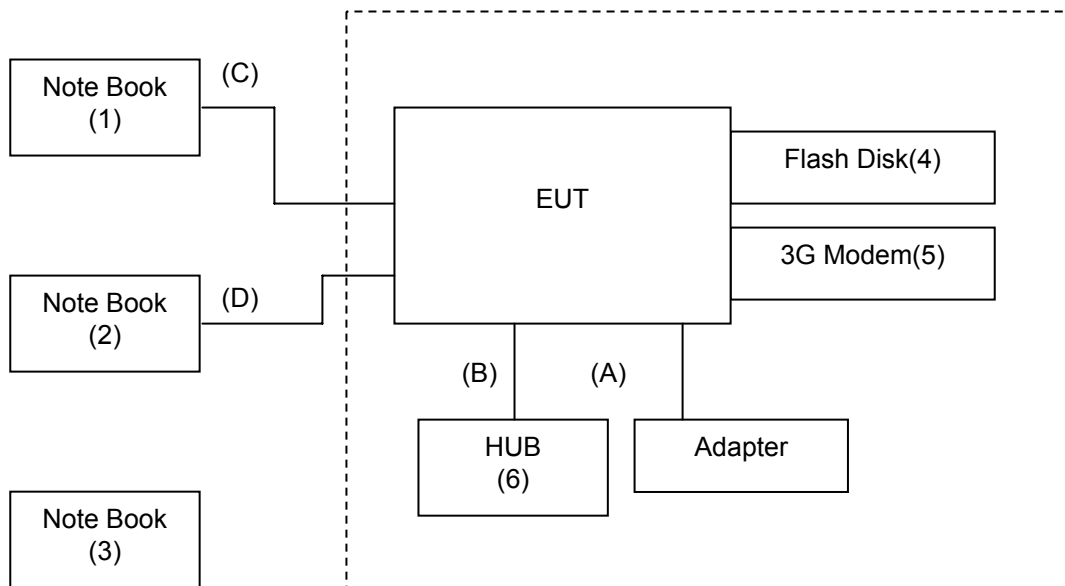 Note Book
(1)
(C)
EUT
Flash Disk(4)
3G Modem(5)
Note Book
(2)
(D)
(B)
(A)
HUB
(6)
Adapter
Note Book
(3)